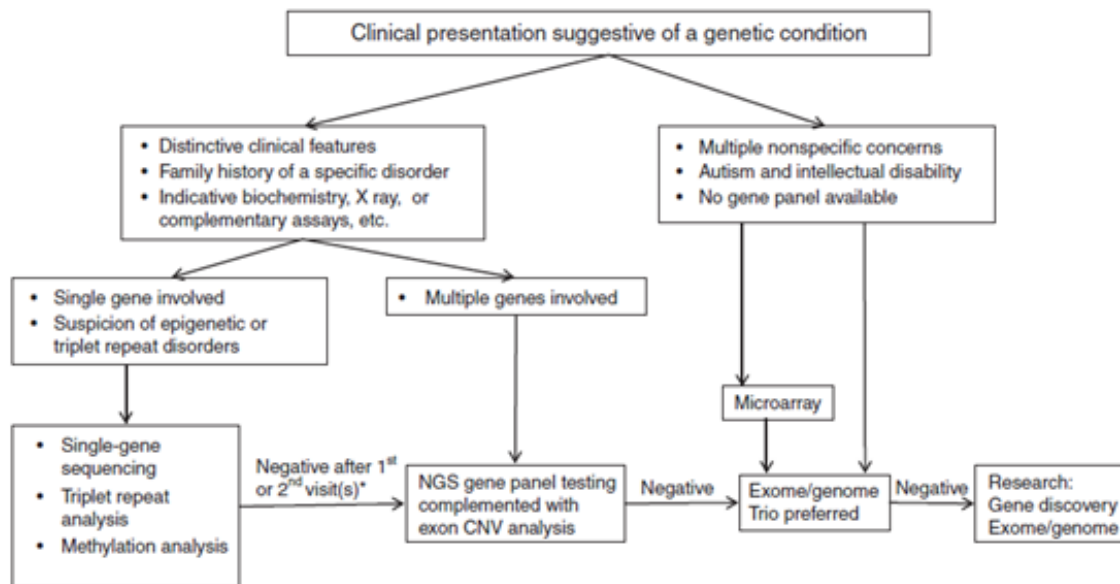 Clinical presentation suggestive of a genetic condition
• Distinctive clinical features
• Family history of a specific disorder
• Indicative biochemistry, X ray, or
complementary assays, etc.
• Multiple nonspecific concerns
• Autism and intellectual disability
• No gene panel available
• Single gene involved
• Suspicion of epigenetic or
triplet repeat disorders
• Multiple genes involved
Microarray
• Single-gene
sequencing
• Triplet repeat
analysis
• Methylation analysis
Negative after 1st
or 2nd visit(s)*
NGS gene panel testing
complemented with
exon CNV analysis
Negative
Exome/genome
Trio preferred
Negative
Research:
Gene discovery
Exome/genome